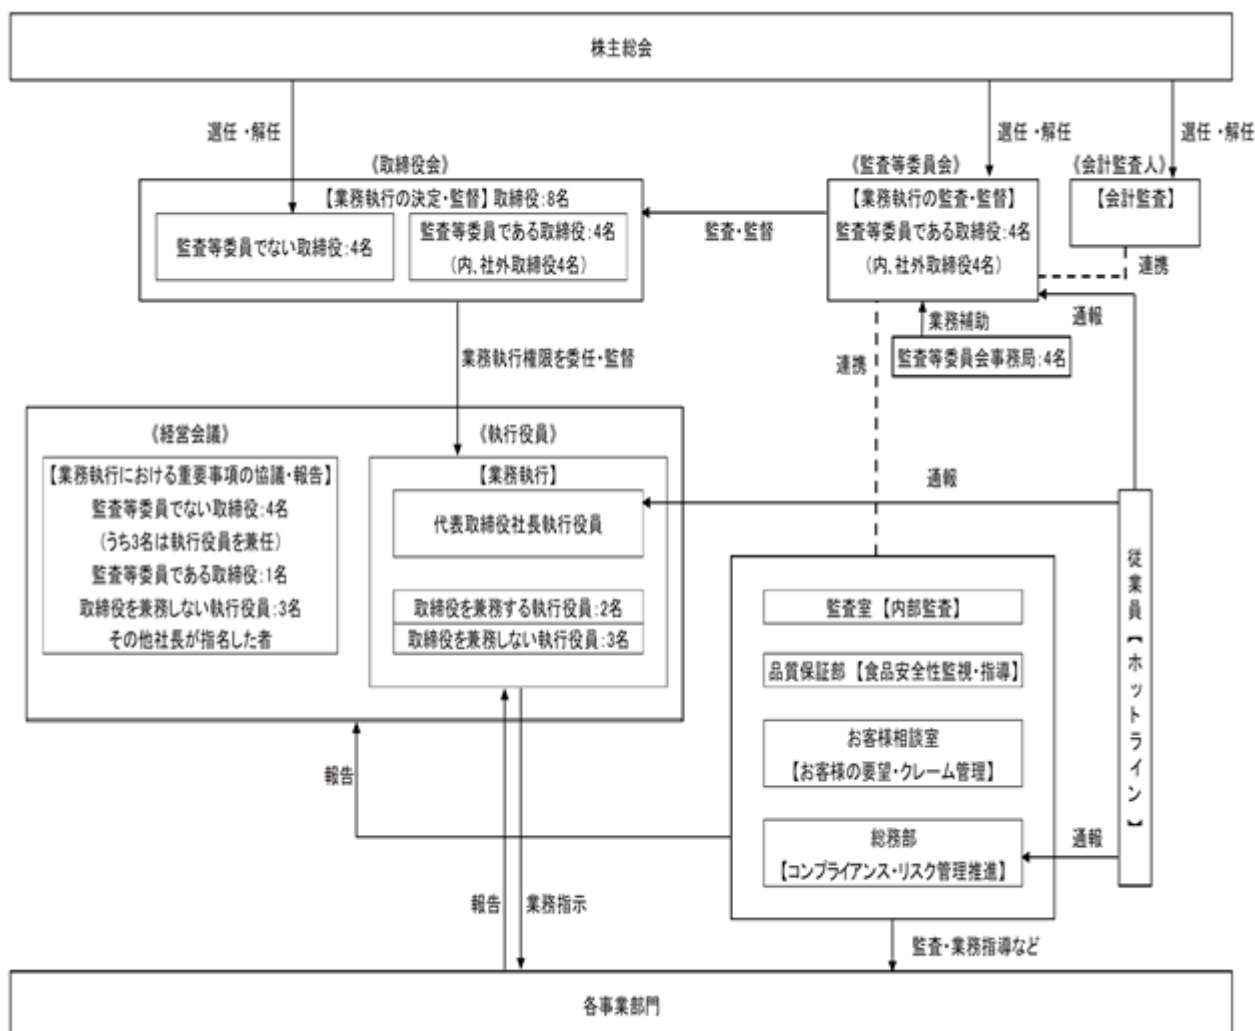 株主総会
選任・解任
選任・解任
選任・解任
《取締役会》
《監査等委員会》
《会計監査人》
【業務執行の決定・監督】取締役:8名
監査等委員でない取締役:4名
監査等委員である取締役:4名
(内、社外取締役4名)
監査・監督
【業務執行の監査・監督】
監査等委員である取締役:4名
(内、社外取締役4名)
【会計監査】
連携
通報
業務補助
監査等委員会事務局:4名
連携
業務執行権限を委任・監督
《経営会議》
【業務執行における重要事項の協議・報告】
監査等委員でない取締役:4名
(うち3名は執行役員を兼任)
監査等委員である取締役:1名
取締役を兼務しない執行役員:3名
その他社長が指名した者
《執行役員》
【業務執行】
代表取締役社長執行役員
取締役を兼務する執行役員:2名
取締役を兼務しない執行役員:3名
通報
従業員【ホットライン】
監査室【内部監査】
品質保証部【食品安全性監視・指導】
お客様相談室
【お客様の要望・クレーム管理】
総務部
【コンプライアンス・リスク管理推進】
通報
報告
報告
業務指示
監査・業務指導など
各事業部門